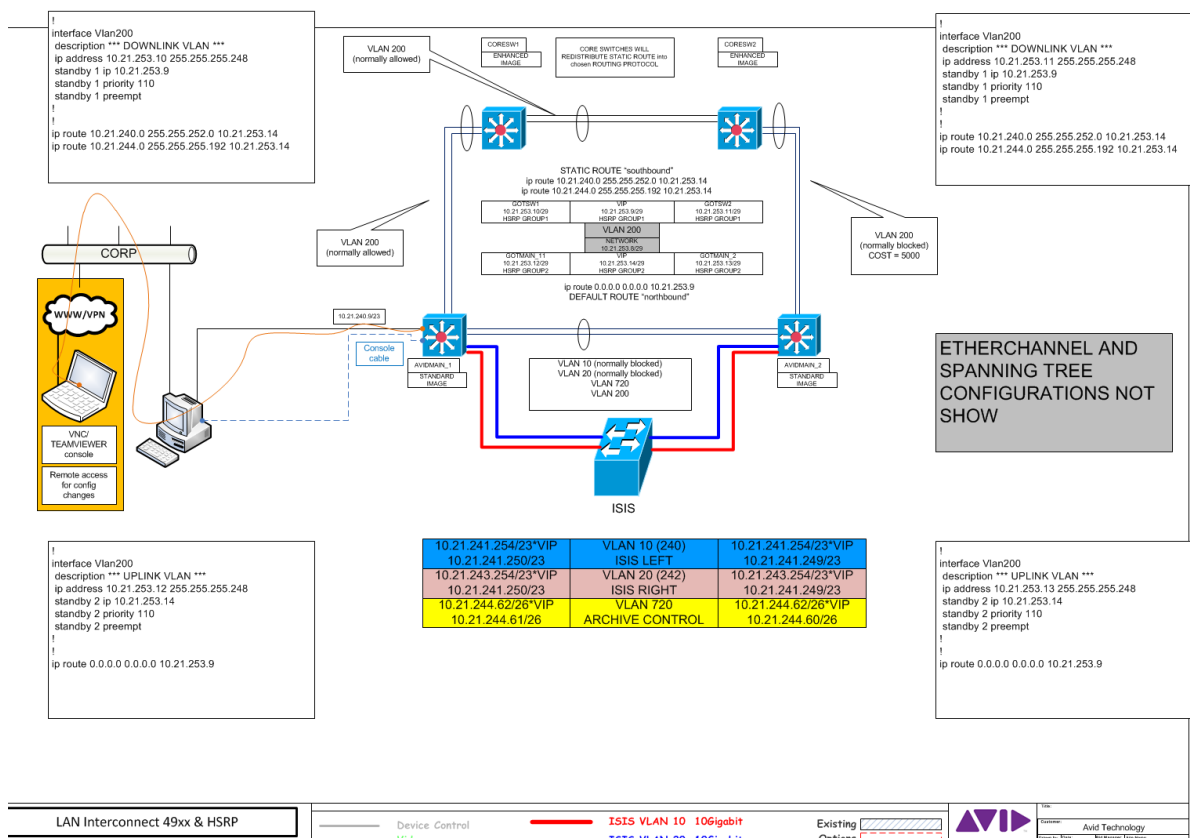 !
interface Vlan200
description *** DOWNLINK VLAN ***
ip address 10.21.253.10 255.255.255.248
standby 1 ip 10.21.253.9
standby 1 priority 110
standby 1 preempt
!
!
ip route 10.21.240.0 255.255.252.0 10.21.253.14
ip route 10.21.244.0 255.255.255.192 10.21.253.14
VLAN 200
(normally allowed)
CORESW1
ENHANCED
IMAGE
CORE SWITCHES WILL
REDISTRIBUTE STATIC ROUTE into
chosen ROUTING PROTOCOL
CORESW2
ENHANCED
IMAGE
!
interface Vlan200
description *** DOWNLINK VLAN ***
ip address 10.21.253.11 255.255.255.248
standby 1 ip 10.21.253.9
standby 1 priority 110
standby 1 preempt
!
!
ip route 10.21.240.0 255.255.252.0 10.21.253.14
ip route 10.21.244.0 255.255.255.192 10.21.253.14
STATIC ROUTE “southbound”
ip route 10.21.240.0 255.255.252.0 10.21.253.14
ip route 10.21.244.0 255.255.255.192 10.21.253.14
GOTSW1
10.21.253.10/29
HSRP GROUP1
VIP
10.21.253.9/29
HSRP GROUP1
GOTSW2
10.21.253.11/29
HSRP GROUP1
VLAN 200
NETWORK
10.21.253.8/29
GOTMAIN_11
10.21.253.12/29
HSRP GROUP2
VIP
10.21.253.14/29
HSRP GROUP2
GOTMAIN_2
10.21.253.13/29
HSRP GROUP2
ip route 0.0.0.0 0.0.0.0 10.21.253.9
DEFAULT ROUTE “northbound”
VLAN 200
(normally allowed)
VLAN 200
(normally blocked)
COST = 5000
CORP
WWW/VPN
VNC/
TEAMVIEWER
console
Remote access
for config
changes
10.21.240.9/23
Console
cable
AVIDMAIN_1
STANDARD
IMAGE
VLAN 10 (normally blocked)
VLAN 20 (normally blocked)
VLAN 720
VLAN 200
AVIDMAIN_2
STANDARD
IMAGE
ETHERCHANNEL AND
SPANNING TREE
CONFIGURATIONS NOT
SHOW
ISIS
10.21.241.254/23*VIP VLAN 10 (240) 10.21.241.254/23*VIP
10.21.241.250/23 ISIS LEFT 10.21.241.249/23
10.21.243.254/23*VIP VLAN 20 (242) 10.21.243.254/23*VIP
10.21.241.250/23 ISIS RIGHT 10.21.241.249/23
10.21.244.62/26*VIP VLAN 720 10.21.244.62/26*VIP
10.21.244.61/26 ARCHIVE CONTROL 10.21.244.60/26
!
interface Vlan200
description *** UPLINK VLAN ***
ip address 10.21.253.12 255.255.255.248
standby 2 ip 10.21.253.14
standby 2 priority 110
standby 2 preempt
!
!
ip route 0.0.0.0 0.0.0.0 10.21.253.9
!
interface Vlan200
description *** UPLINK VLAN ***
ip address 10.21.253.13 255.255.255.248
standby 2 ip 10.21.253.14
standby 2 priority 110
standby 2 preempt
!
!
ip route 0.0.0.0 0.0.0.0 10.21.253.9
LAN Interconnect 49xx & HSRP
Device Control
ISIS VLAN 10 10Gigabit
Existing
AVID
Title:
Customer:
Avid Technology